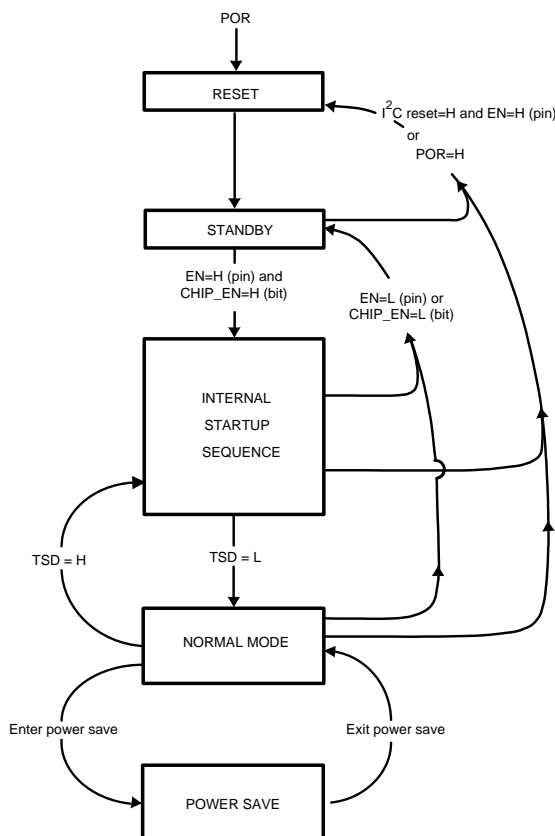 POR
RESET
I2C reset=H and EN=H (pin)
or
POR=H
STANDBY
EN=H (pin) and
CHIP_EN=H (bit)
EN=L (pin) or
CHIP_EN=L (bit)
INTERNAL
STARTUP
SEQUENCE
TSD = H
TSD = L
NORMAL MODE
Enter power save
Exit power save
POWER SAVE